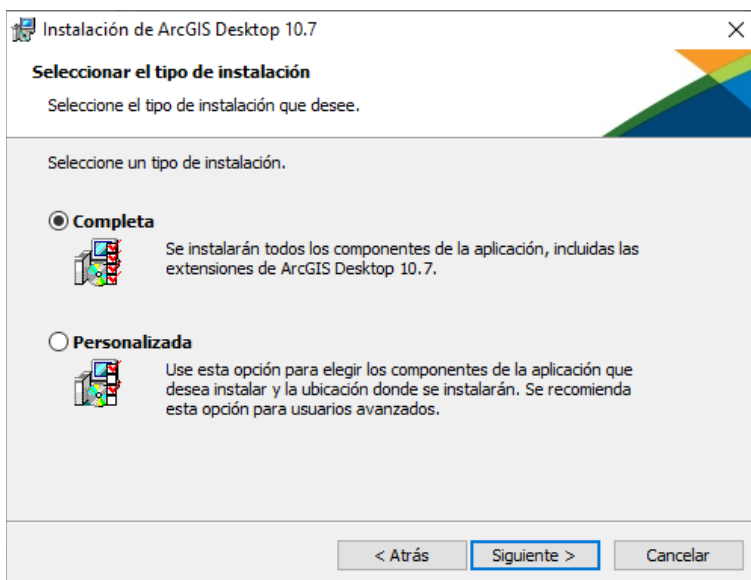 Instalación de ArcGIS Desktop 10.7
Seleccionar el tipo de instalación
Seleccione el tipo de instalación que desee.
Seleccione un tipo de instalación.
Completa
Se instalarán todos los componentes de la aplicación, incluidas las
extensiones de ArcGIS Desktop 10.7.
Personalizada
Use esta opción para elegir los componentes de la aplicación que
desea instalar y la ubicación donde se instalarán. Se recomienda
esta opción para usuarios avanzados.
< Atrás
Siguiente >
Cancelar